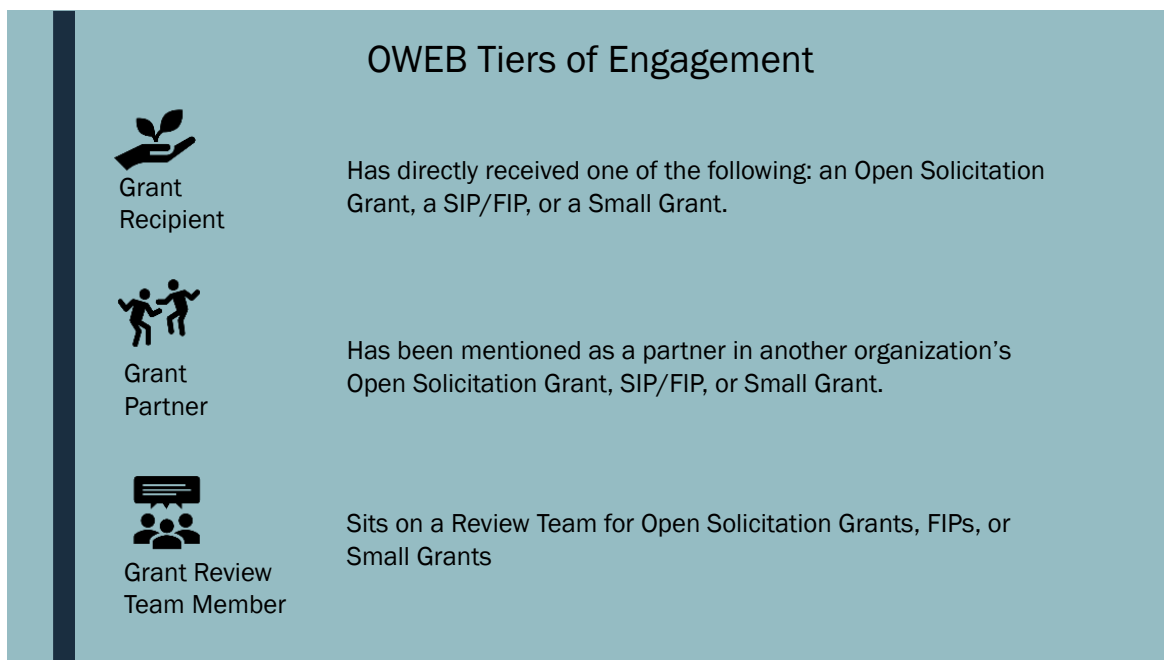 OWEB Tiers of Engagement
Grant
Recipient
Has directly received one of the following: an Open Solicitation
Grant, a SIP/FIP, or a Small Grant.
Grant
Partner
Has been mentioned as a partner in another organization’s
Open Solicitation Grant, SIP/FIP, or Small Grant.
Grant Review
Team Member
Sits on a Review Team for Open Solicitation Grants, FIPs, or
Small Grants